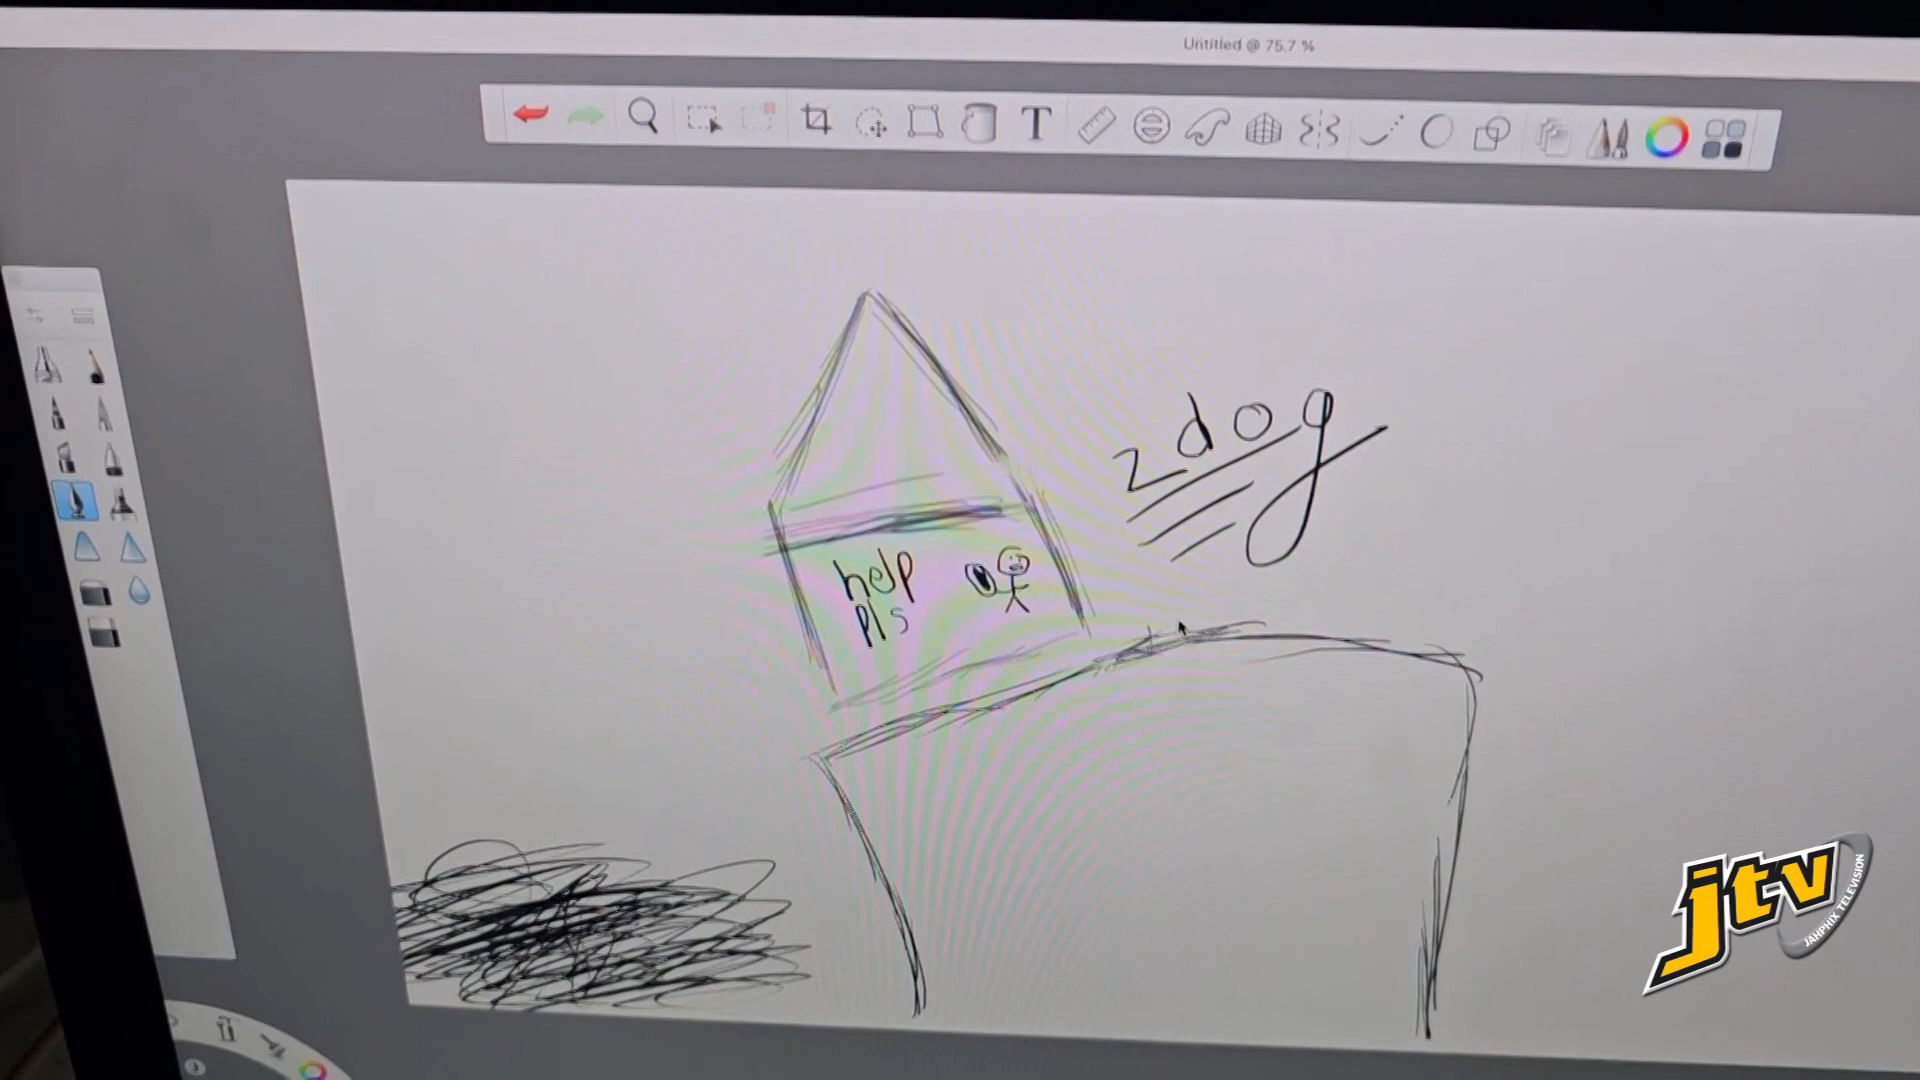 Untitled @ 75.7 %
T
zdog
help
pls
jtv
JAHPHIX TELEVISION